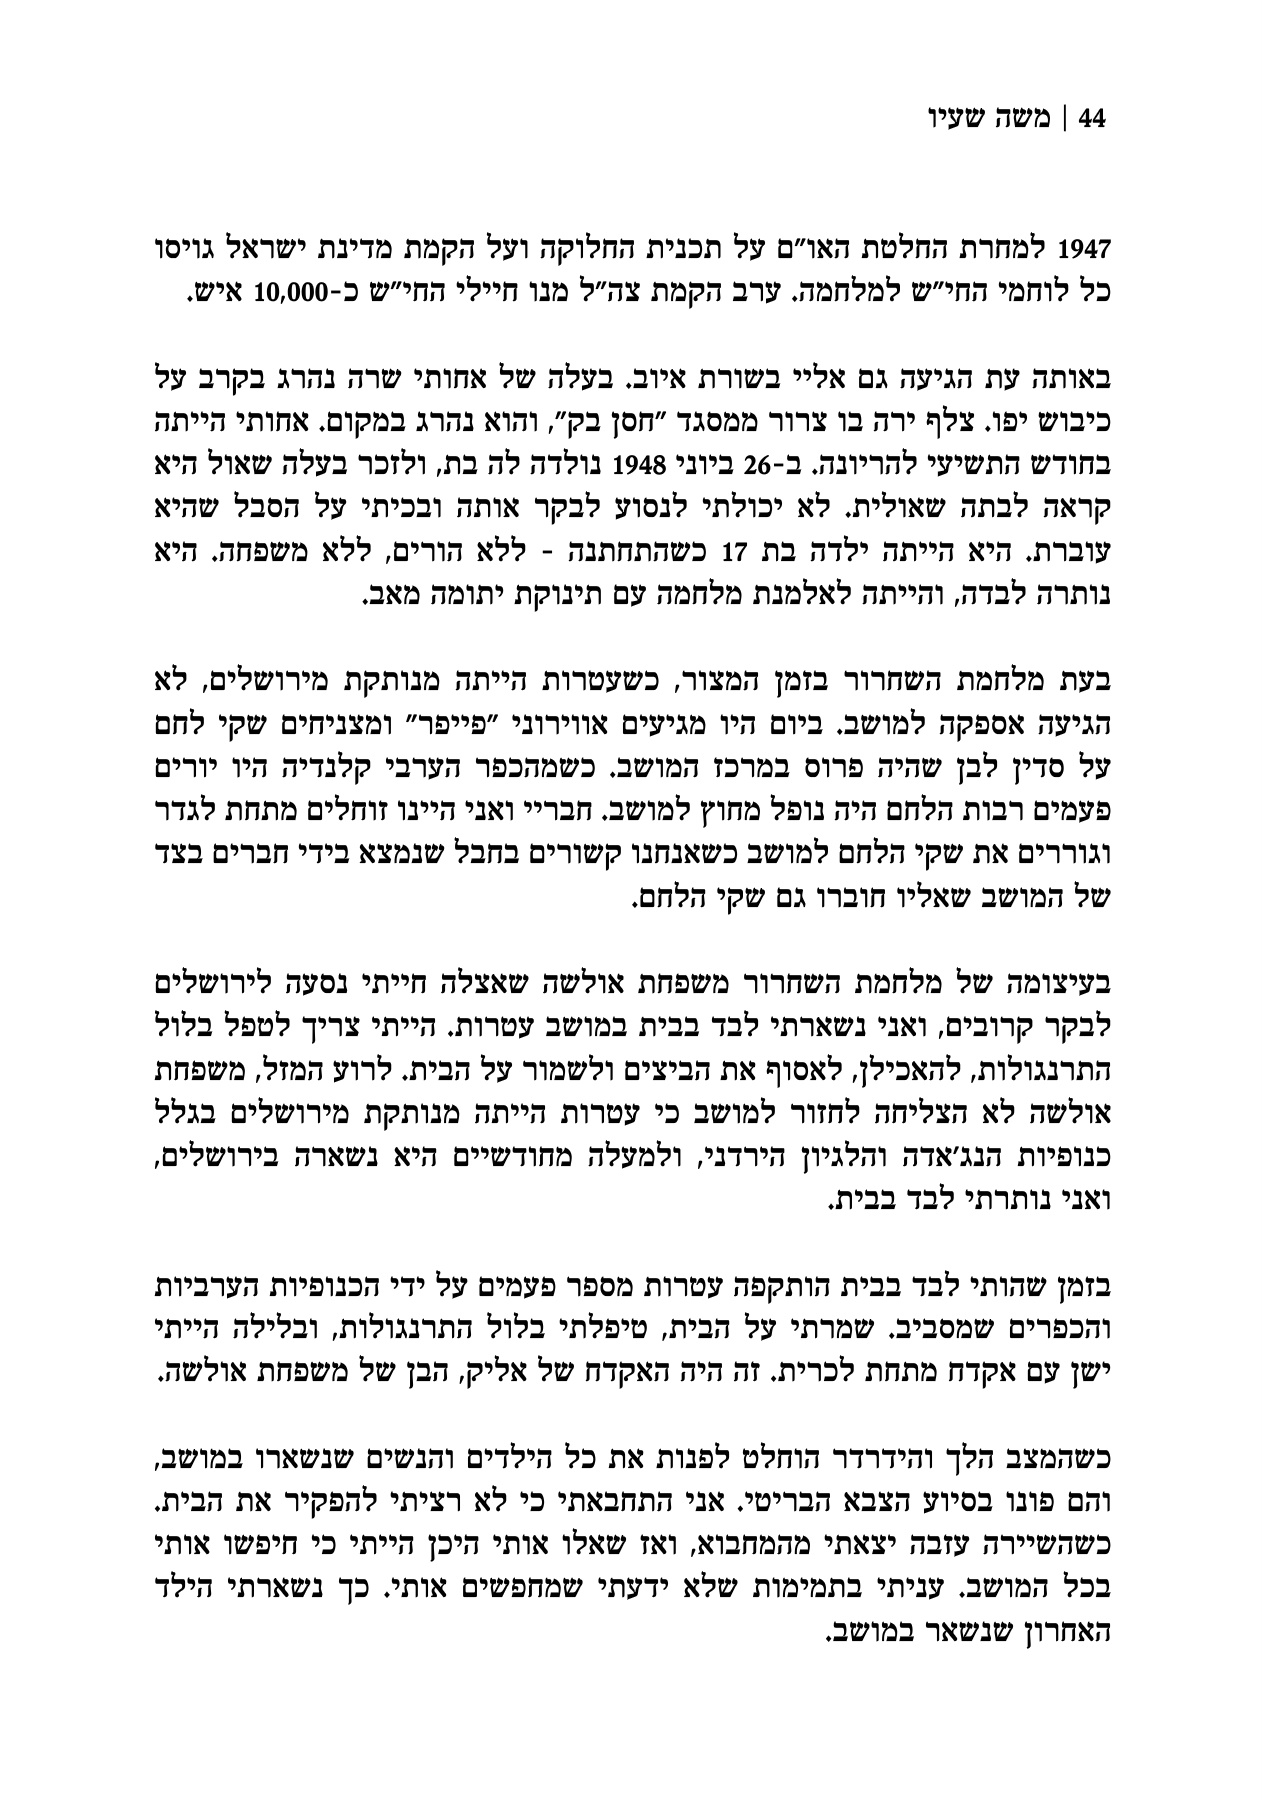 44 | משה שעיו
1947 למחרת החלטת האו"ם על תכנית החלוקה ועל הקמת מדינת ישראל גויסו
כל לוחמי החי"ש למלחמה. ערב הקמת צה"ל מנו חיילי החי"ש כ-10,000 איש.
באותה עת הגיעה גם אליי בשורת איוב. בעלה של אחותי שרה נהרג בקרב על
כיבוש יפו. צלף ירה בו צרור ממסגד "חסן בק", והוא נהרג במקום. אחותי הייתה
בחודש התשיעי להריונה. ב-26 ביוני 1948 נולדה לה בת, ולזכר בעלה שאול היא
קראה לבתה שאולית. לא יכולתי לנסוע לבקר אותה ובכיתי על הסבל שהיא
עוברת. היא הייתה ילדה בת 17 כשהתחתנה - ללא הורים, ללא משפחה. היא
נותרה לבדה, והייתה לאלמנת מלחמה עם תינוקת יתומה מאב.
בעת מלחמת השחרור בזמן המצור, כשעטרות הייתה מנותקת מירושלים, לא
הגיעה אספקה למושב. ביום היו מגיעים אווירוני "פייפר" ומצניחים שקי לחם
על סדין לבן שהיה פרוס במרכז המושב. כשמהכפר הערבי קלנדיה היו יורים
פעמים רבות הלחם היה נופל מחוץ למושב. חבריי ואני היינו זוחלים מתחת לגדר
וגוררים את שקי הלחם למושב כשאנחנו קשורים בחבל שנמצא בידי חברים בצד
של המושב שאליו חוברו גם שקי הלחם.
בעיצומה של מלחמת השחרור משפחת אולשה שאצלה חייתי נסעה לירושלים
לבקר קרובים, ואני נשארתי לבד בבית במושב עטרות. הייתי צריך לטפל בלול
התרנגולות, להאכילן, לאסוף את הביצים ולשמור על הבית. לרוע המזל, משפחת
אולשה לא הצליחה לחזור למושב כי עטרות הייתה מנותקת מירושלים בגלל
כנופיות הנג'אדה והלגיון הירדני, ולמעלה מחודשיים היא נשארה בירושלים,
ואני נותרתי לבד בבית.
בזמן שהותי לבד בבית הותקפה עטרות מספר פעמים על ידי הכנופיות הערביות
והכפרים שמסביב. שמרתי על הבית, טיפלתי בלול התרנגולות, ובלילה הייתי
ישן עם אקדח מתחת לכרית. זה היה האקדח של אליק, הבן של משפחת אולשה.
כשהמצב הלך והידרדר הוחלט לפנות את כל הילדים והנשים שנשארו במושב,
והם פונו בסיוע הצבא הבריטי. אני התחבאתי כי לא רציתי להפקיר את הבית.
כשהשיירה עזבה יצאתי מהמחבוא, ואז שאלו אותי היכן הייתי כי חיפשו אותי
בכל המושב. עניתי בתמימות שלא ידעתי שמחפשים אותי. כך נשארתי הילד
האחרון שנשאר במושב.